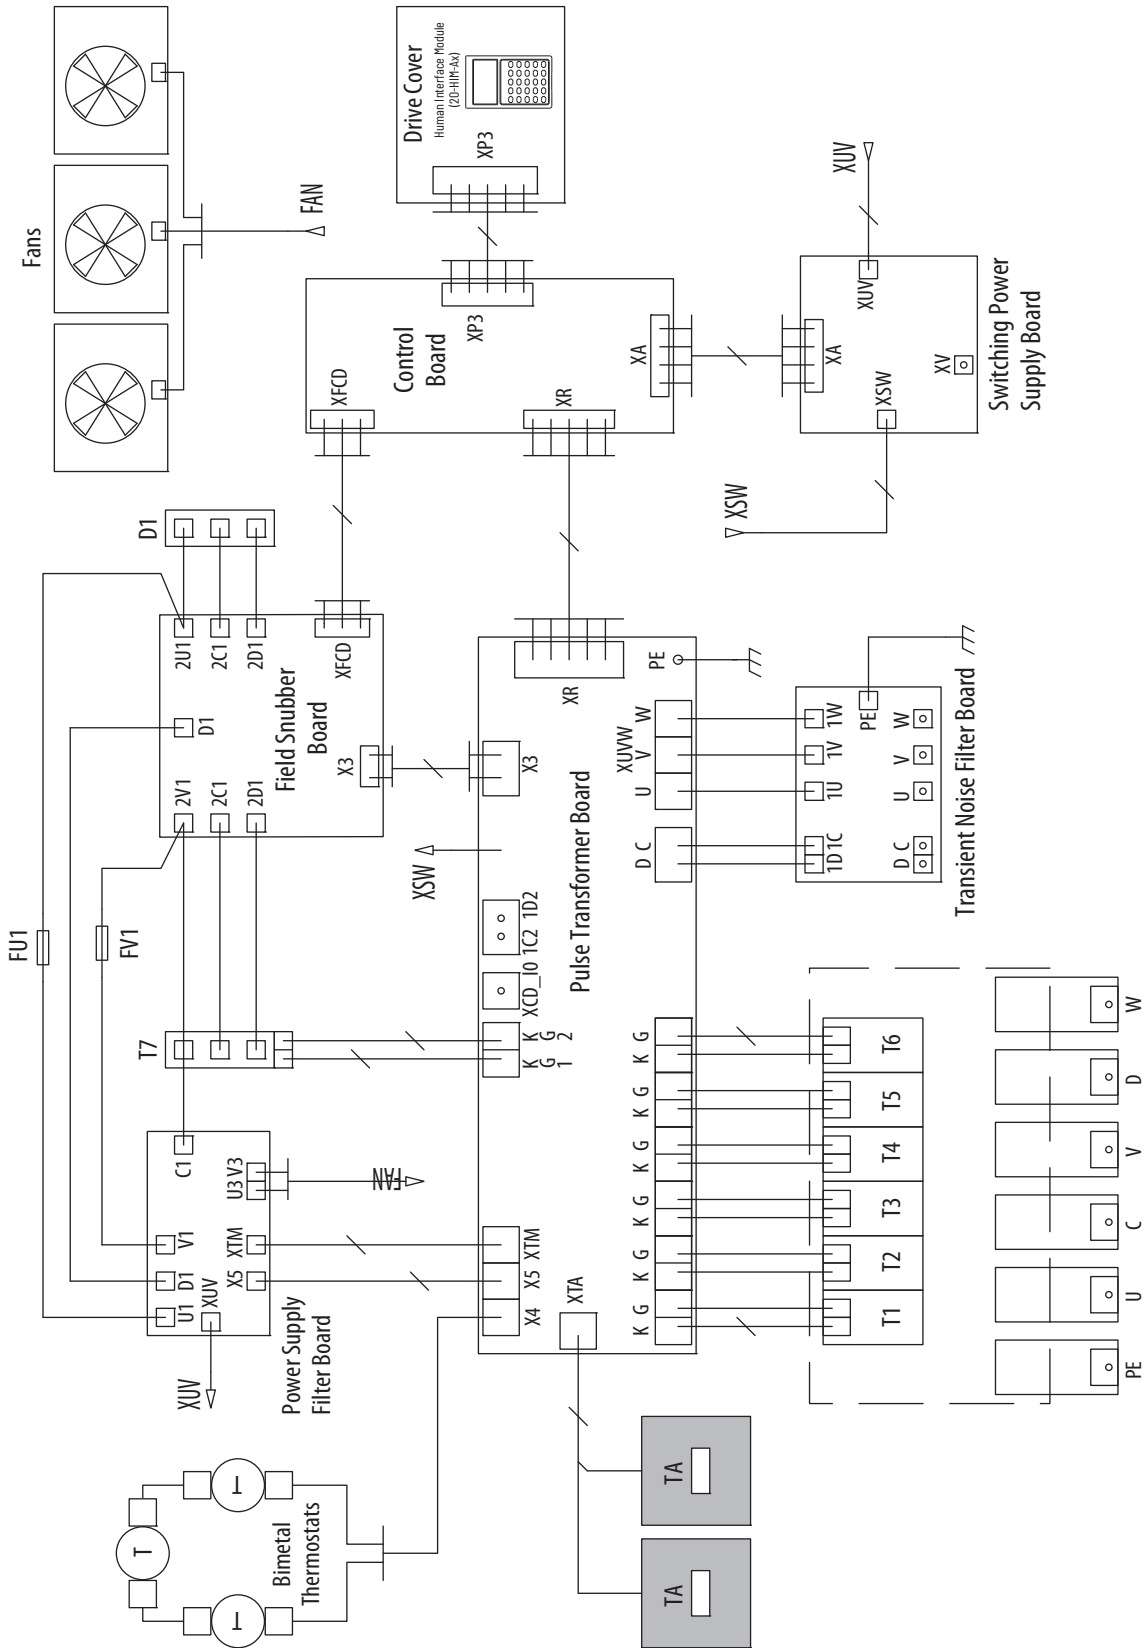 Fans
FAN
Drive Cover
Human Interface Module
(20-HIM-Ax)
XP3
XP3
Control
Board
XFCD
XR
XA
XUV
XUV
XA
XSW
XV
Switching Power
Supply Board
XSW
FU1
FV1
D1
2U1
2C1
2D1
XFCD
D1
Field Snubber
Board
2V1
2C1
2D1
X3
T7
C1
U3 V3
FAN
V1
XTM
D1
X5
U1
XUV
XUV
Power Supply
Filter Board
T
T
T
Bimetal
Thermostats
X4
X5
XTM
K G
1
K G
2
XCD_IO
1C2 1D2
XSW
X3
XR
PE
Pulse Transformer Board
XTA
TA
TA
K G
K G
K G
K G
K G
K G
D C
U
V
W
XUVW
1D 1C
1U
1V
1W
PE
D C
U
V
W
Transient Noise Filter Board
T1
T2
T3
T4
T5
T6
PE
U
C
V
D
W